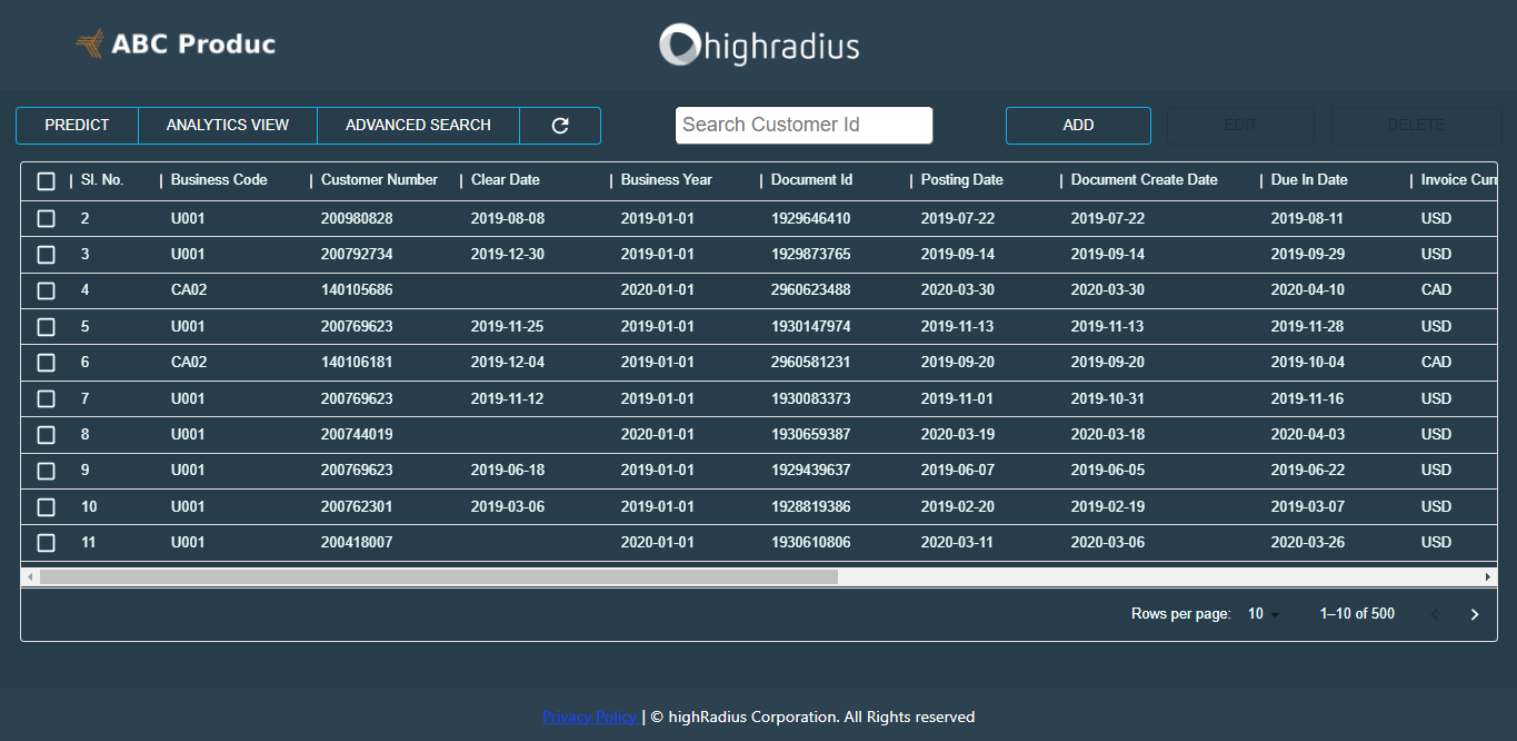 ABC Produc
highradius
PREDICT ANALYTICS VIEW ADVANCED SEARCH Search Customer Id ADD EDIT DELETE
| Sl. No. | Business Code | Customer Number | Clear Date | Business Year | Document Id | Posting Date | Document Create Date | Due In Date | Invoice Curr
2 U001 200980828 2019-08-08 2019-01-01 1929646410 2019-07-22 2019-07-22 2019-08-11 USD
3 U001 200792734 2019-12-30 2019-01-01 1929873765 2019-09-14 2019-09-14 2019-09-29 USD
4 CA02 140105686 2020-01-01 2960623488 2020-03-30 2020-03-30 2020-04-10 CAD
5 U001 200769623 2019-11-25 2019-01-01 1930147974 2019-11-13 2019-11-13 2019-11-28 USD
6 CA02 140106181 2019-12-04 2019-01-01 2960581231 2019-09-20 2019-09-20 2019-10-04 CAD
7 U001 200769623 2019-11-12 2019-01-01 1930083373 2019-11-01 2019-10-31 2019-11-16 USD
8 U001 200744019 2020-01-01 1930659387 2020-03-19 2020-03-18 2020-04-03 USD
9 U001 200769623 2019-06-18 2019-01-01 1929439637 2019-06-07 2019-06-05 2019-06-22 USD
10 U001 200762301 2019-03-06 2019-01-01 1928819386 2019-02-20 2019-02-19 2019-03-07 USD
11 U001 200418007 2020-01-01 1930610806 2020-03-11 2020-03-06 2020-03-26 USD
Rows per page: 10 1–10 of 500
Privacy Policy | © highRadius Corporation. All Rights reserved